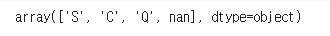 array(['S', 'C', 'Q', nan], dtype=object)